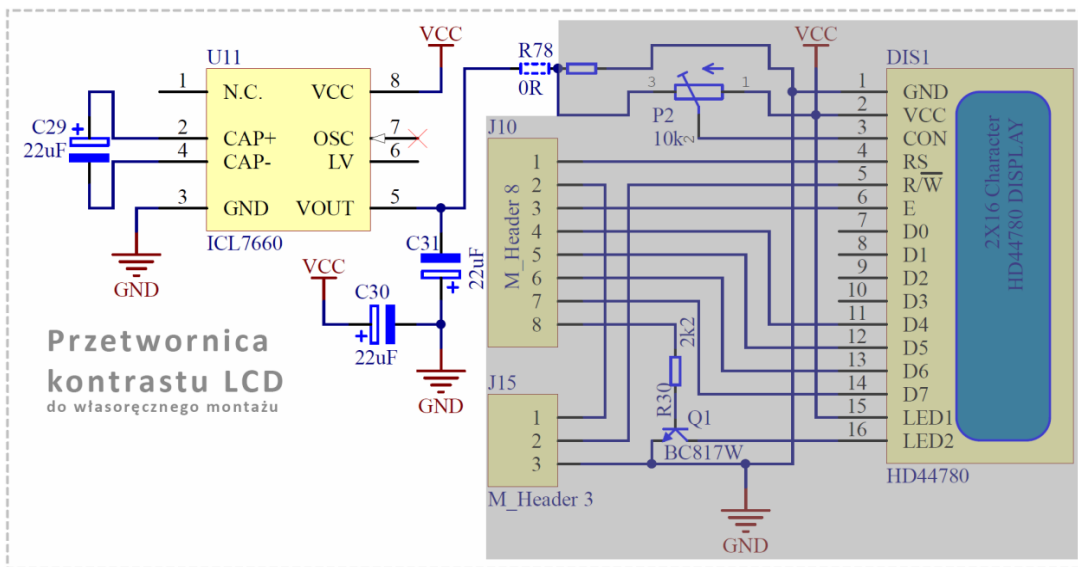 U11
VCC
R78
0R
VCC
DIS1
1
N.C.
VCC
8
2
CAP+
OSC
7
4
CAP-
LV
6
3
GND
VOUT
5
ICL7660
C29
22uF
GND
C31
22uF
VCC
C30
22uF
GND
Przetwornica
kontrastu LCD
do własoręcznego montażu
3
1
P2
10k
2
J10
1
2
3
4
5
6
7
8
M_Header 8
J15
1
2
3
M_Header 3
2k2
R30
Q1
BC817W
GND
1 GND
2 VCC
3 CON
4 RS
5 R/W̅
6 E
7 D0
8 D1
9 D2
10 D3
11 D4
12 D5
13 D6
14 D7
15 LED1
16 LED2
2X16 Character
HD44780 DISPLAY
HD44780